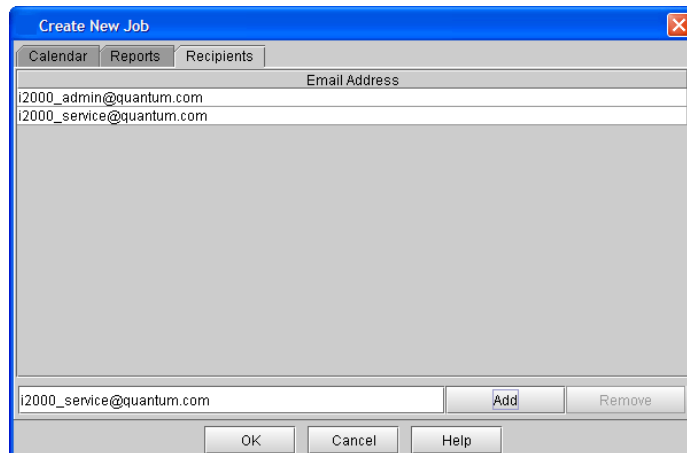 Create New Job
Calendar Reports Recipients
Email Address
i2000_admin@quantum.com
i2000_service@quantum.com
i2000_service@quantum.com Add Remove
OK Cancel Help